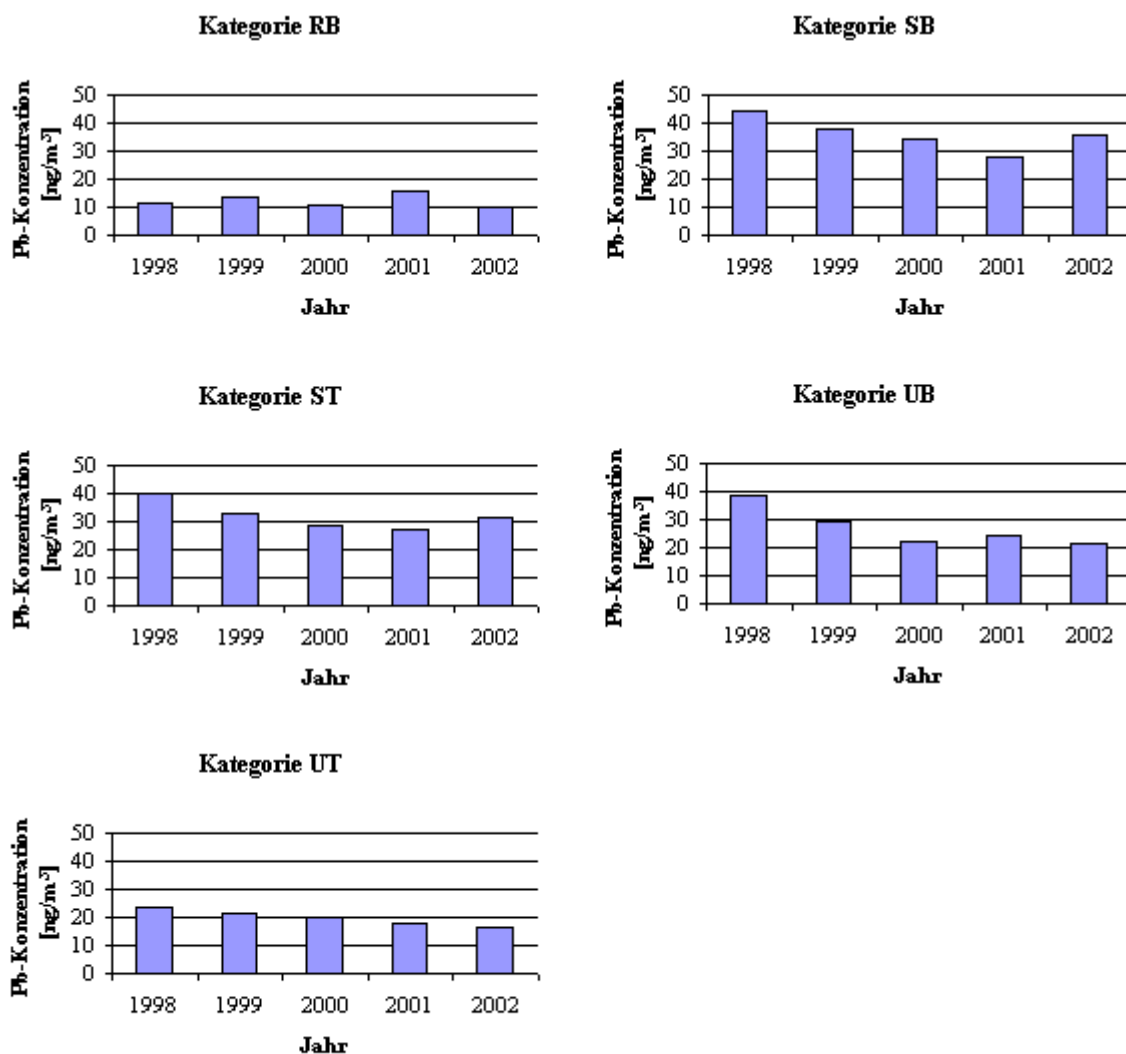 Kategorie RB
Pb-Konzentration
[ng/m³]
50
40
30
20
10
0
1998 1999 2000 2001 2002
Jahr
Kategorie SB
Pb-Konzentration
[ng/m³]
50
40
30
20
10
0
1998 1999 2000 2001 2002
Jahr
Kategorie ST
Pb-Konzentration
[ng/m³]
50
40
30
20
10
0
1998 1999 2000 2001 2002
Jahr
Kategorie UB
Pb-Konzentration
[ng/m³]
50
40
30
20
10
0
1998 1999 2000 2001 2002
Jahr
Kategorie UT
Pb-Konzentration
[ng/m³]
50
40
30
20
10
0
1998 1999 2000 2001 2002
Jahr